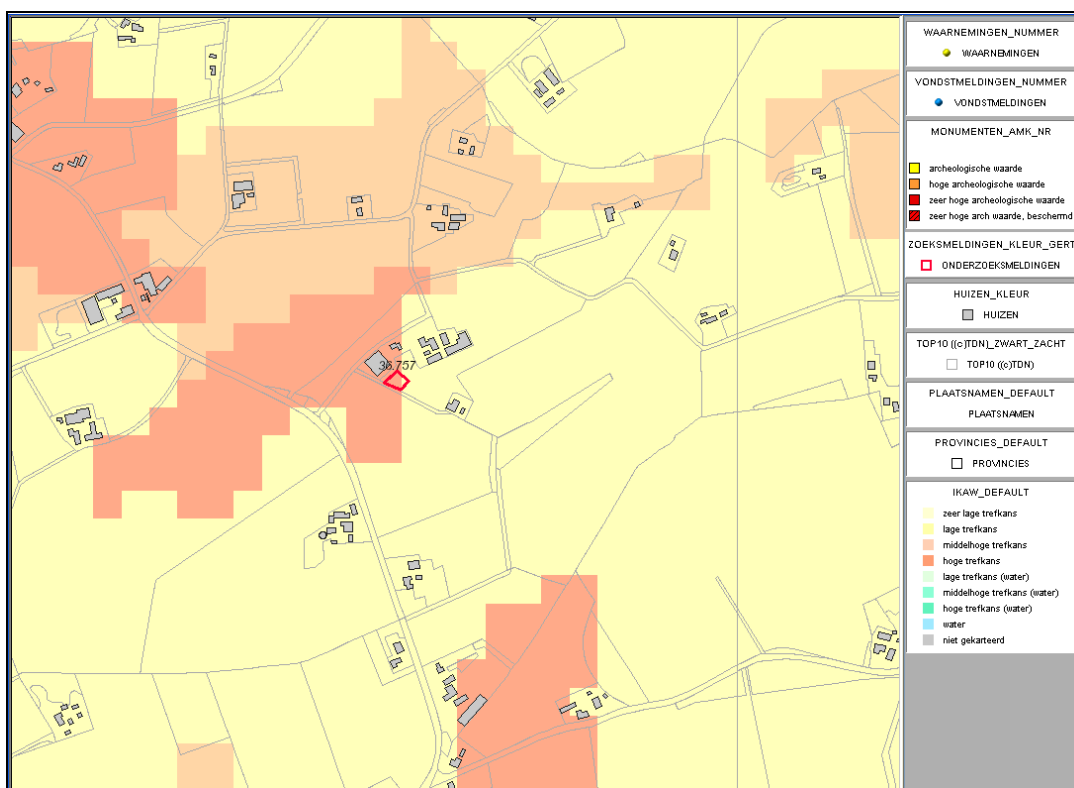 36.757
WAARNEMINGEN_NUMMER
WAARNEMINGEN
VONDSTMELDINGEN_NUMMER
VONDSTMELDINGEN
MONUMENTEN_AMK_NR
archeologische waarde
hoge archeologische waarde
zeer hoge archeologische waarde
zeer hoge arch waarde, beschermd
ZOEKSMELDINGEN_KLEUR_GERT
ONDERZOEKSMELDINGEN
HUIZEN_KLEUR
HUIZEN
TOP10 ((c)TDN)_ZWART_ZACHT
TOP10 ((c)TDN)
PLAATSNAMEN_DEFAULT
PLAATSNAMEN
PROVINCIES_DEFAULT
PROVINCIES
IKAW_DEFAULT
zeer lage trefkans
lage trefkans
middelhoge trefkans
hoge trefkans
lage trefkans (water)
middelhoge trefkans (water)
hoge trefkans (water)
water
niet gekarteerd